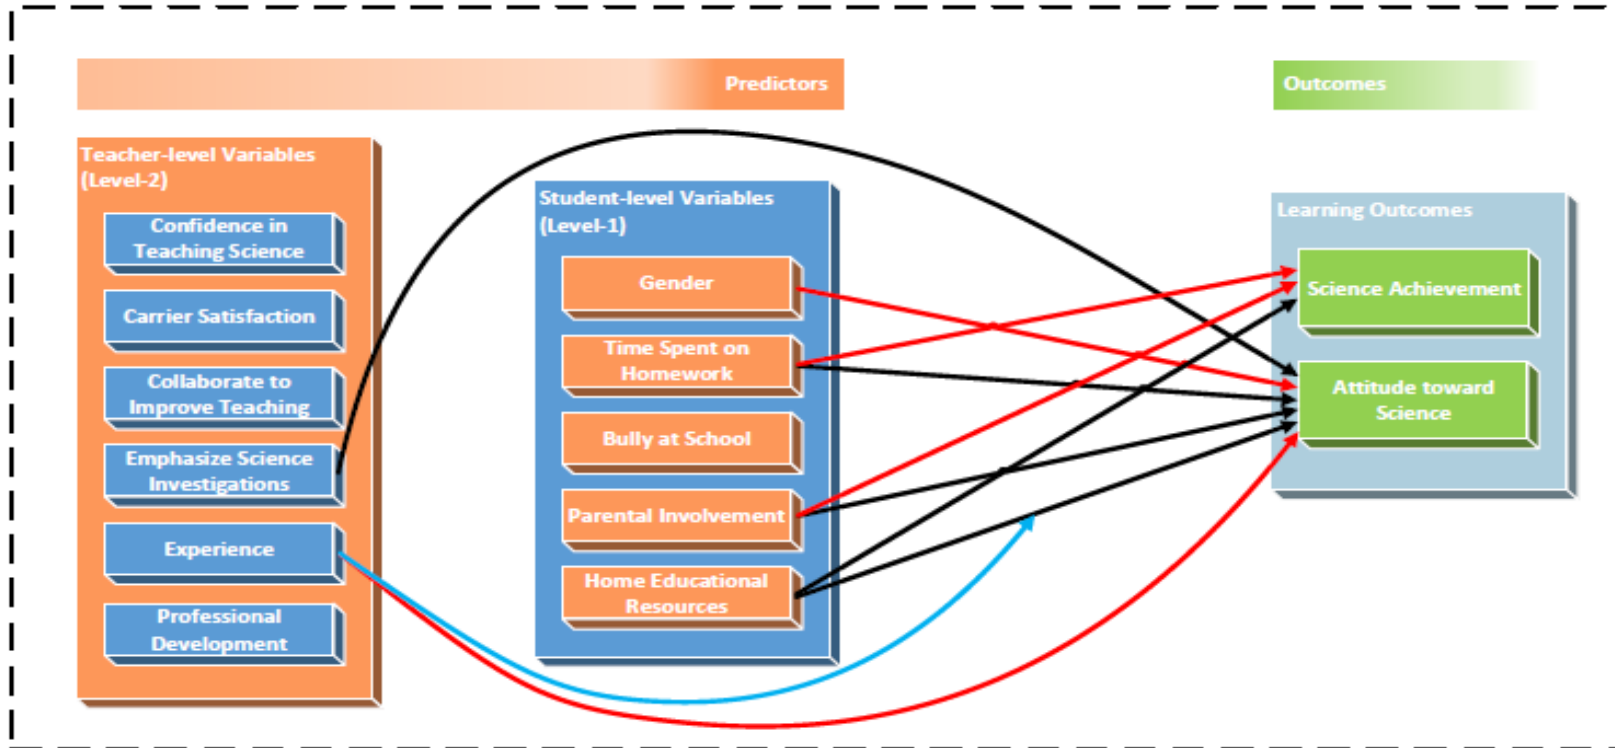 Predictors
Outcomes
Teacher-level Variables
(Level-2)
Confidence in
Teaching Science
Carrier Satisfaction
Collaborate to
Improve Teaching
Emphasize Science
Investigations
Experience
Professional
Development
Student-level Variables
(Level-1)
Gender
Time Spent on
Homework
Bully at School
Parental Involvement
Home Educational
Resources
Learning Outcomes
Science Achievement
Attitude toward
Science